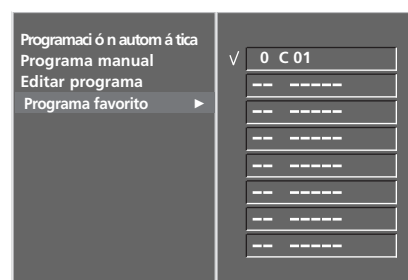 Programaci ó n autom á tica
Programa manual
Editar programa
Programa favorito ►
√ 0 C 01
-- -----
-- -----
-- -----
-- -----
-- -----
-- -----
-- -----